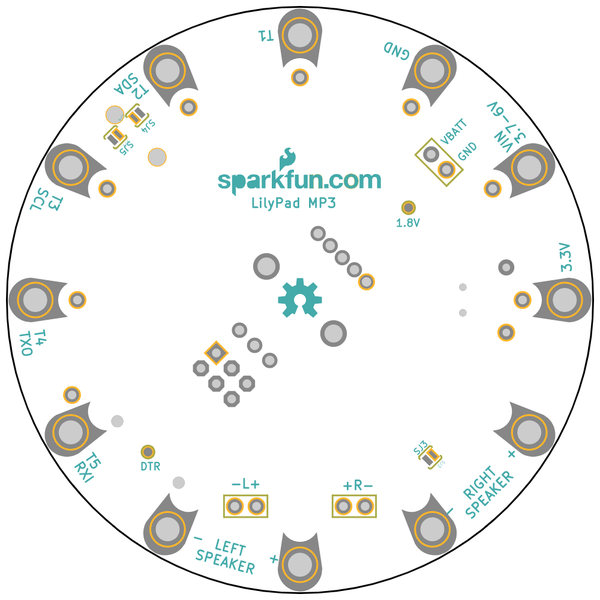 T1
GND
T2
SDA
SJ4
SJ5
VIN
3.7-6V
VBATT
GND
T3
SCL
sparkfun.com
LilyPad MP3
1.8V
3.3V
T4
TXO
T5
RXI
DTR
SJ3
-L+
+R-
- LEFT +
SPEAKER
- RIGHT +
SPEAKER